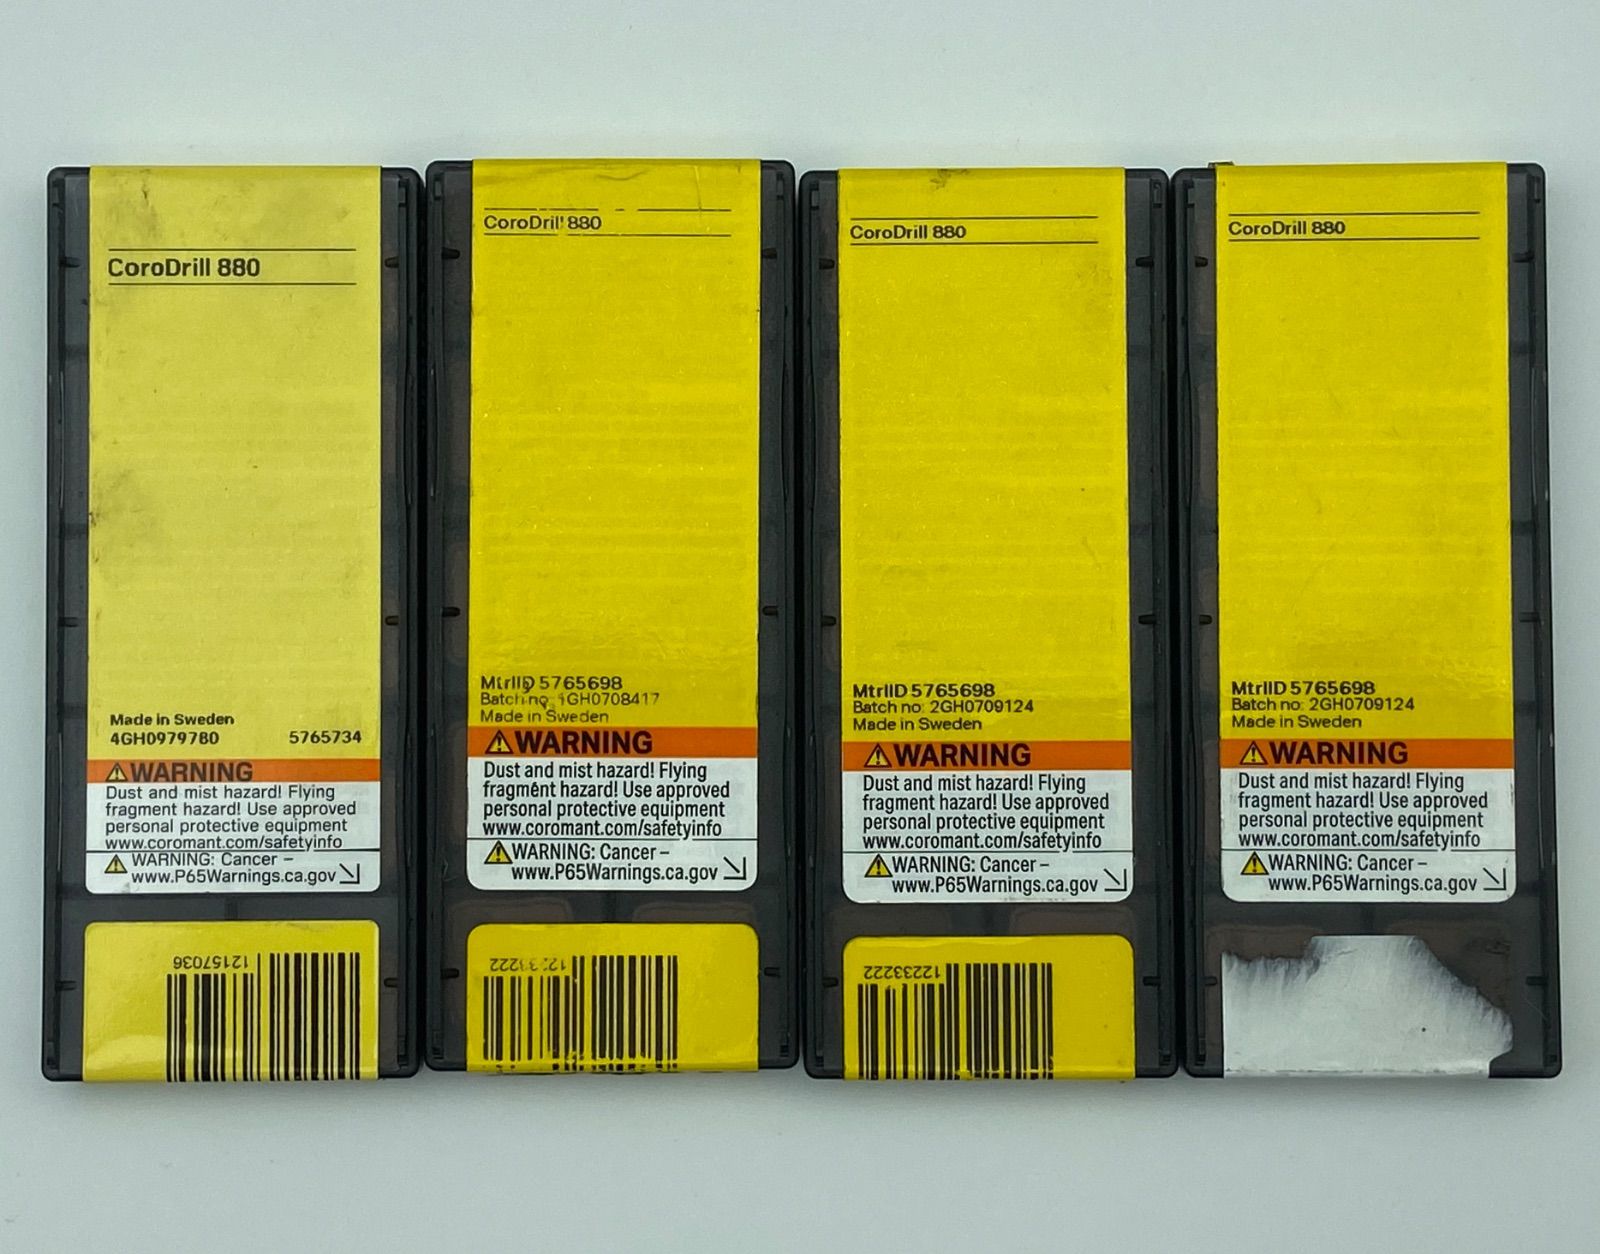 CoroDrill 880
Made in Sweden
4GH0979780 5765734
WARNING
Dust and mist hazard! Flying
fragment hazard! Use approved
personal protective equipment
www.coromant.com/safetyinfo
WARNING: Cancer –
www.P65Warnings.ca.gov
12157036
CoroDrill 880
MtrlID 5765698
Batch no: 1GH0708417
Made in Sweden
WARNING
Dust and mist hazard! Flying
fragment hazard! Use approved
personal protective equipment
www.coromant.com/safetyinfo
WARNING: Cancer –
www.P65Warnings.ca.gov
CoroDrill 880
MtrlID 5765698
Batch no: 2GH0709124
Made in Sweden
WARNING
Dust and mist hazard! Flying
fragment hazard! Use approved
personal protective equipment
www.coromant.com/safetyinfo
WARNING: Cancer –
www.P65Warnings.ca.gov
12233222
CoroDrill 880
MtrlID 5765698
Batch no: 2GH0709124
Made in Sweden
WARNING
Dust and mist hazard! Flying
fragment hazard! Use approved
personal protective equipment
www.coromant.com/safetyinfo
WARNING: Cancer –
www.P65Warnings.ca.gov